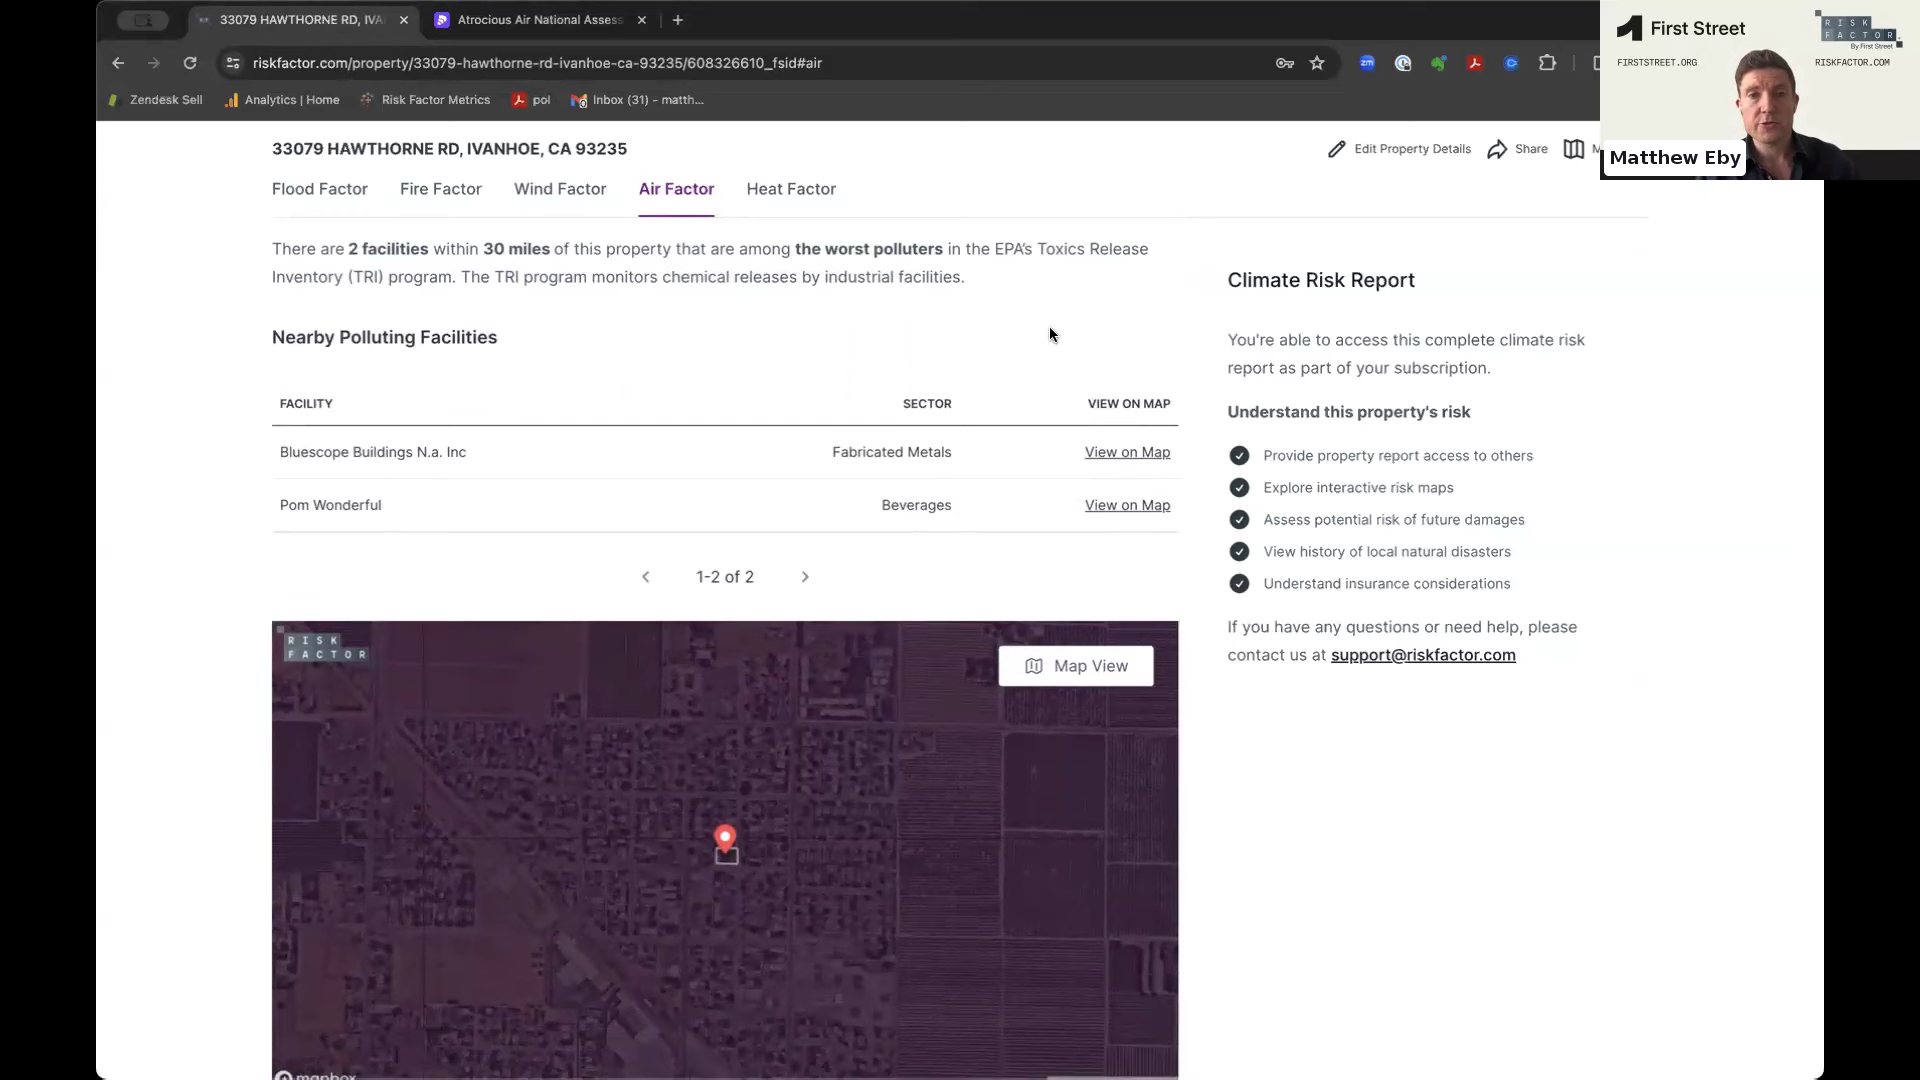 33079 HAWTHORNE RD, IVA
Atrocious Air National Assess
riskfactor.com/property/33079-hawthorne-rd-ivanhoe-ca-93235/608326610_fsid#air
Zendesk Sell
Analytics | Home
Risk Factor Metrics
pol
Inbox (31) - matth...
First Street
FIRSTSTREET.ORG
RISK
FACTOR
By First Street
RISKFACTOR.COM
Matthew Eby
33079 HAWTHORNE RD, IVANHOE, CA 93235
Edit Property Details
Share
M
Flood Factor
Fire Factor
Wind Factor
Air Factor
Heat Factor
There are 2 facilities within 30 miles of this property that are among the worst polluters in the EPA's Toxics Release
Inventory (TRI) program. The TRI program monitors chemical releases by industrial facilities.
Nearby Polluting Facilities
FACILITY SECTOR VIEW ON MAP
Bluescope Buildings N.a. Inc Fabricated Metals View on Map
Pom Wonderful Beverages View on Map
1-2 of 2
RISK
FACTOR
Map View
mapbox
Climate Risk Report
You're able to access this complete climate risk
report as part of your subscription.
Understand this property's risk
Provide property report access to others
Explore interactive risk maps
Assess potential risk of future damages
View history of local natural disasters
Understand insurance considerations
If you have any questions or need help, please
contact us at support@riskfactor.com